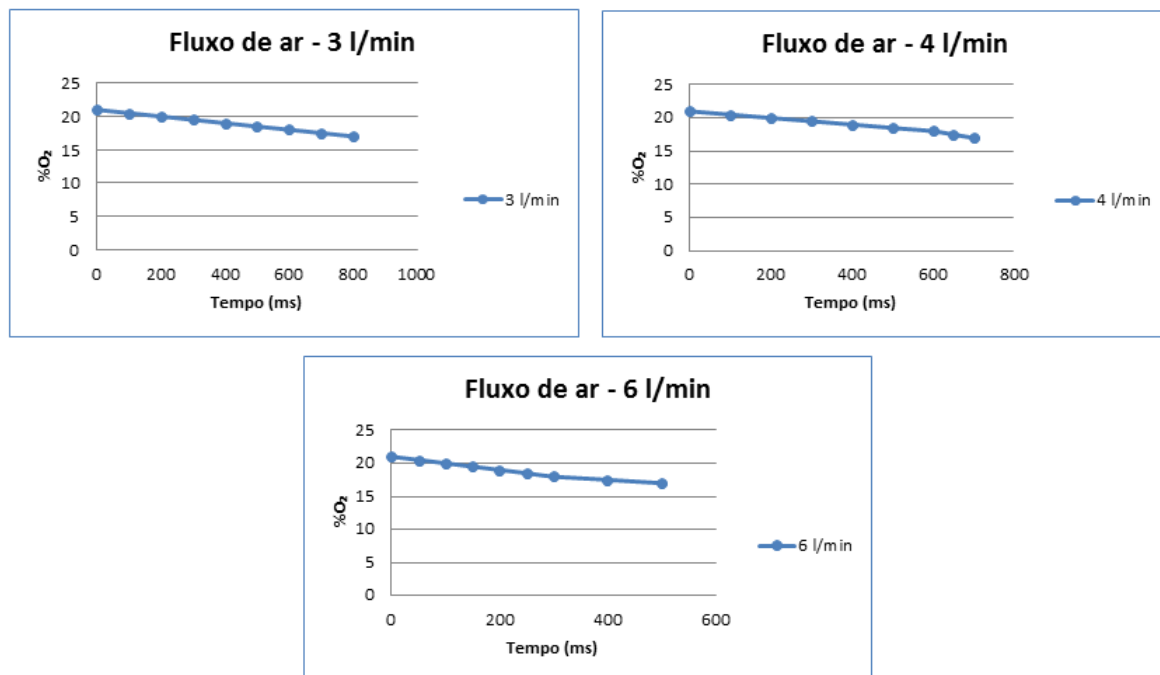 Fluxo de ar - 3 l/min
25
20
15
10
5
0
%O₂
0 200 400 600 800 1000
Tempo (ms)
3 l/min
Fluxo de ar - 4 l/min
25
20
15
10
5
0
%O₂
0 200 400 600 800
Tempo (ms)
4 l/min
Fluxo de ar - 6 l/min
25
20
15
10
5
0
%O₂
0 200 400 600
Tempo (ms)
6 l/min